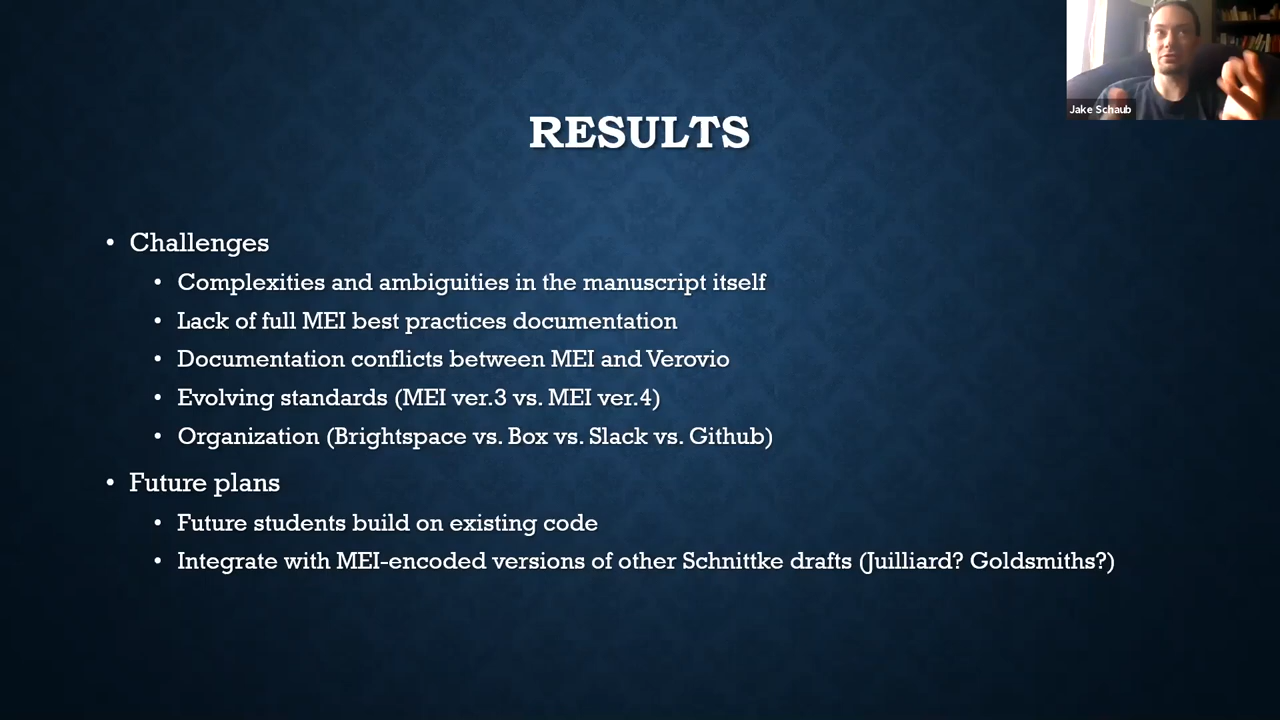 Jake Schaub
RESULTS
• Challenges
• Complexities and ambiguities in the manuscript itself
• Lack of full MEI best practices documentation
• Documentation conflicts between MEI and Verovio
• Evolving standards (MEI ver.3 vs. MEI ver.4)
• Organization (Brightspace vs. Box vs. Slack vs. Github)
• Future plans
• Future students build on existing code
• Integrate with MEI-encoded versions of other Schnittke drafts (Juilliard? Goldsmiths?)